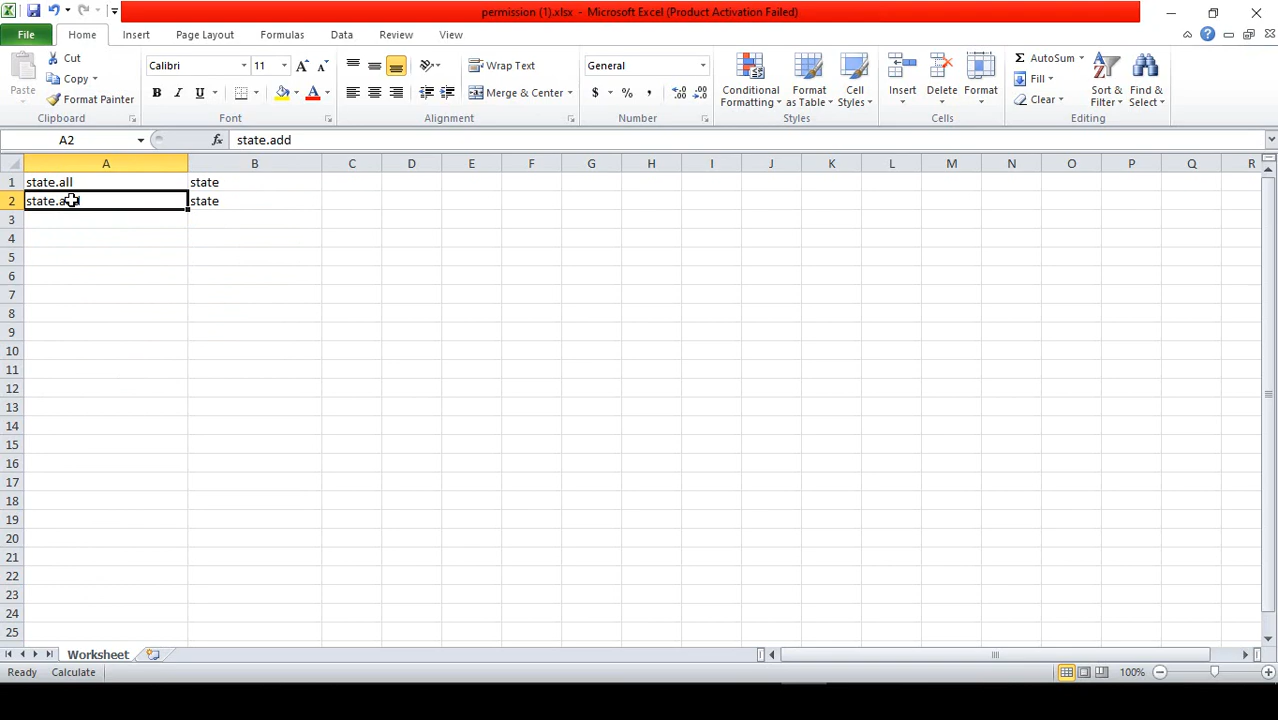 permission (1).xlsx - Microsoft Excel (Product Activation Failed)
File Home Insert Page Layout Formulas Data Review View
Paste
Cut
Copy
Format Painter
Clipboard
Calibri 11
B I U
Font
Wrap Text
Merge & Center
Alignment
General
$ % ,
Number
Conditional Formatting
Format as Table
Cell Styles
Styles
Insert
Delete
Format
Cells
Σ AutoSum
Fill
Clear
Sort & Filter
Find & Select
Editing
A2 fx state.add
A B C D E F G H I J K L M N O P Q R
1 state.all state
2 state state
3
4
5
6
7
8
9
10
11
12
13
14
15
16
17
18
19
20
21
22
23
24
25
Worksheet
Ready Calculate 100%